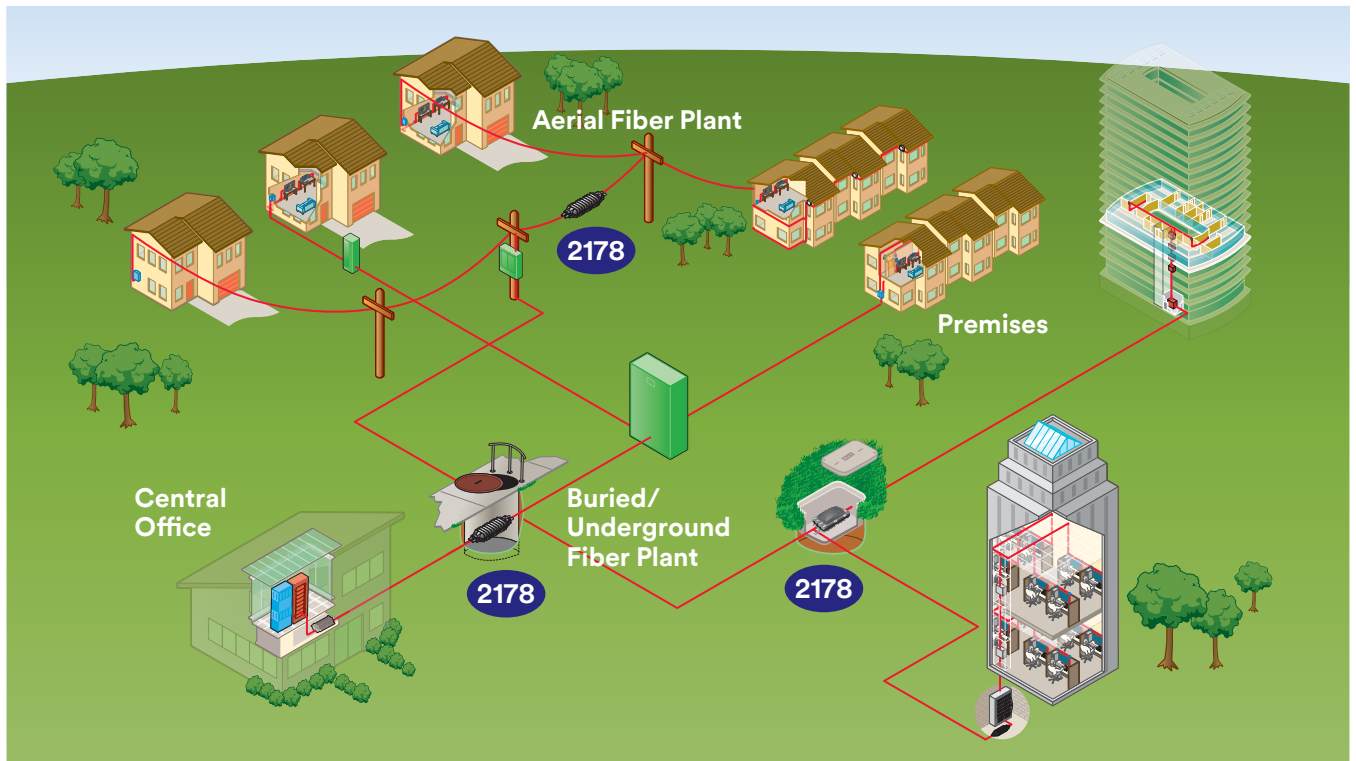 Aerial Fiber Plant
2178
Premises
Central
Office
Buried/
Underground
Fiber Plant
2178
2178